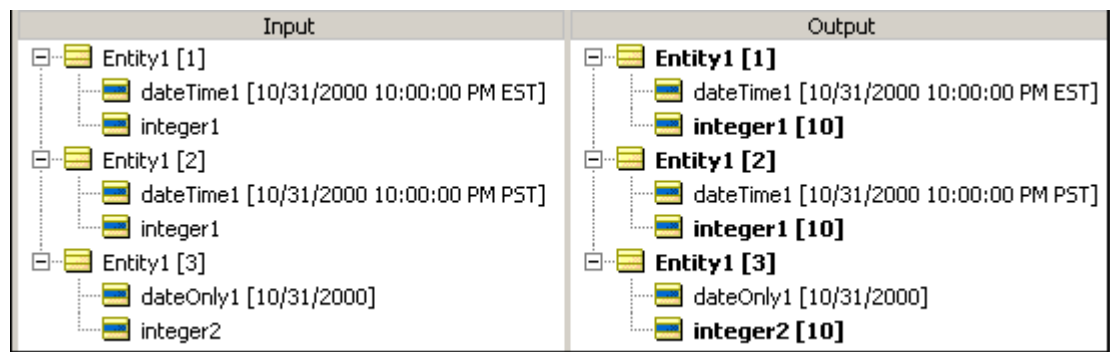 Input
Entity1 [1]
dateTime1 [10/31/2000 10:00:00 PM EST]
integer1
Entity1 [2]
dateTime1 [10/31/2000 10:00:00 PM PST]
integer1
Entity1 [3]
dateOnly1 [10/31/2000]
integer2
Output
Entity1 [1]
dateTime1 [10/31/2000 10:00:00 PM EST]
integer1 [10]
Entity1 [2]
dateTime1 [10/31/2000 10:00:00 PM PST]
integer1 [10]
Entity1 [3]
dateOnly1 [10/31/2000]
integer2 [10]